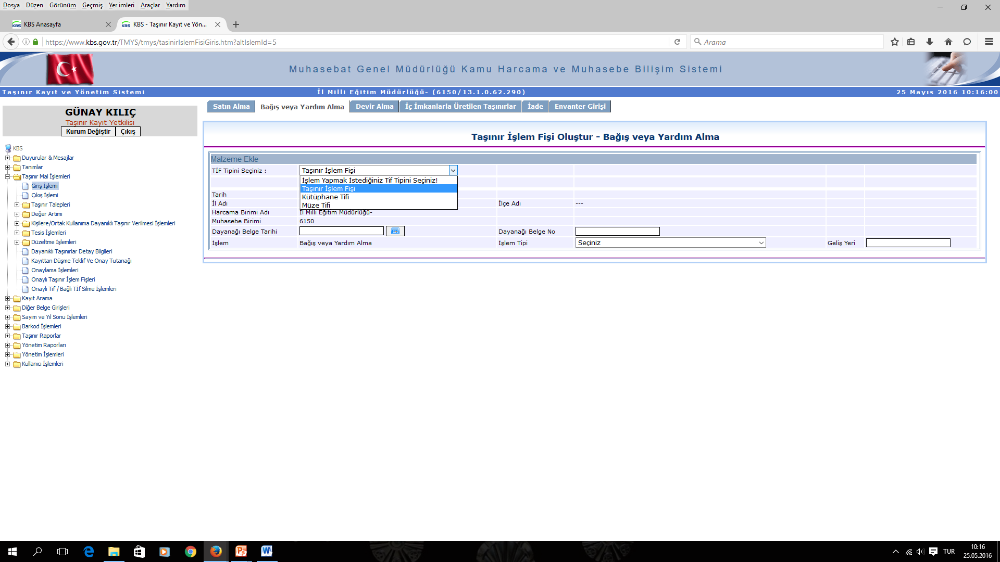 Dosya Düzen Görünüm Geçmiş Yer imleri Araçlar Yardım
KBS KBS Anasayfa
KBS KBS - Taşınır Kayıt ve Yön...
https://www.kbs.gov.tr/TMYS/tmys/tasinirIslemFisiGiris.htm?altIslemId=5
Arama
Muhasebat Genel Müdürlüğü Kamu Harcama ve Muhasebe Bilişim Sistemi
Taşınır Kayıt ve Yönetim Sistemi
İl Milli Eğitim Müdürlüğü- (6150/13.1.0.62.290)
25 Mayıs 2016 10:16:00
GÜNAY KILIÇ
Taşınır Kayıt Yetkilisi
Kurum Değiştir Çıkış
KBS
Duyurular & Mesajlar
Tanımlar
Taşınır Mal İşlemleri
Giriş İşlemi
Çıkış İşlemi
Taşınır Talepleri
Değer Artımı
Kişilere/Ortak Kullanıma Dayanıklı Taşınır Verilmesi İşlemleri
Tesis İşlemleri
Düzeltme İşlemleri
Dayanıklı Taşınırlar Detay Bilgileri
Kayıttan Düşme Teklif Ve Onay Tutanağı
Onaylama İşlemleri
Onaylı Taşınır İşlem Fişleri
Onaylı Tif / Bağlı TİF Silme İşlemleri
Kayıt Arama
Diğer Belge Girişleri
Sayım ve Yıl Sonu İşlemleri
Barkod İşlemleri
Taşınır Raporlar
Yönetim Raporları
Yönetim İşlemleri
Kullanıcı İşlemleri
Satın Alma Bağış veya Yardım Alma Devir Alma İç İmkanlarla Üretilen Taşınırlar İade Envanter Girişi
Taşınır İşlem Fişi Oluştur - Bağış veya Yardım Alma
Malzeme Ekle
TİF Tipini Seçiniz : Taşınır İşlem Fişi
İşlem Yapmak İstediğiniz Tif Tipini Seçiniz!
Taşınır İşlem Fişi
Kütüphane Tifi
Müze Tifi
Tarih
İl Adı İlçe Adı ---
Harcama Birimi Adı İl Milli Eğitim Müdürlüğü-
Muhasebe Birimi 6150
Dayanağı Belge Tarihi Dayanağı Belge No
İşlem Bağış veya Yardım Alma İşlem Tipi Seçiniz Geliş Yeri
TUR
10:16
25.05.2016